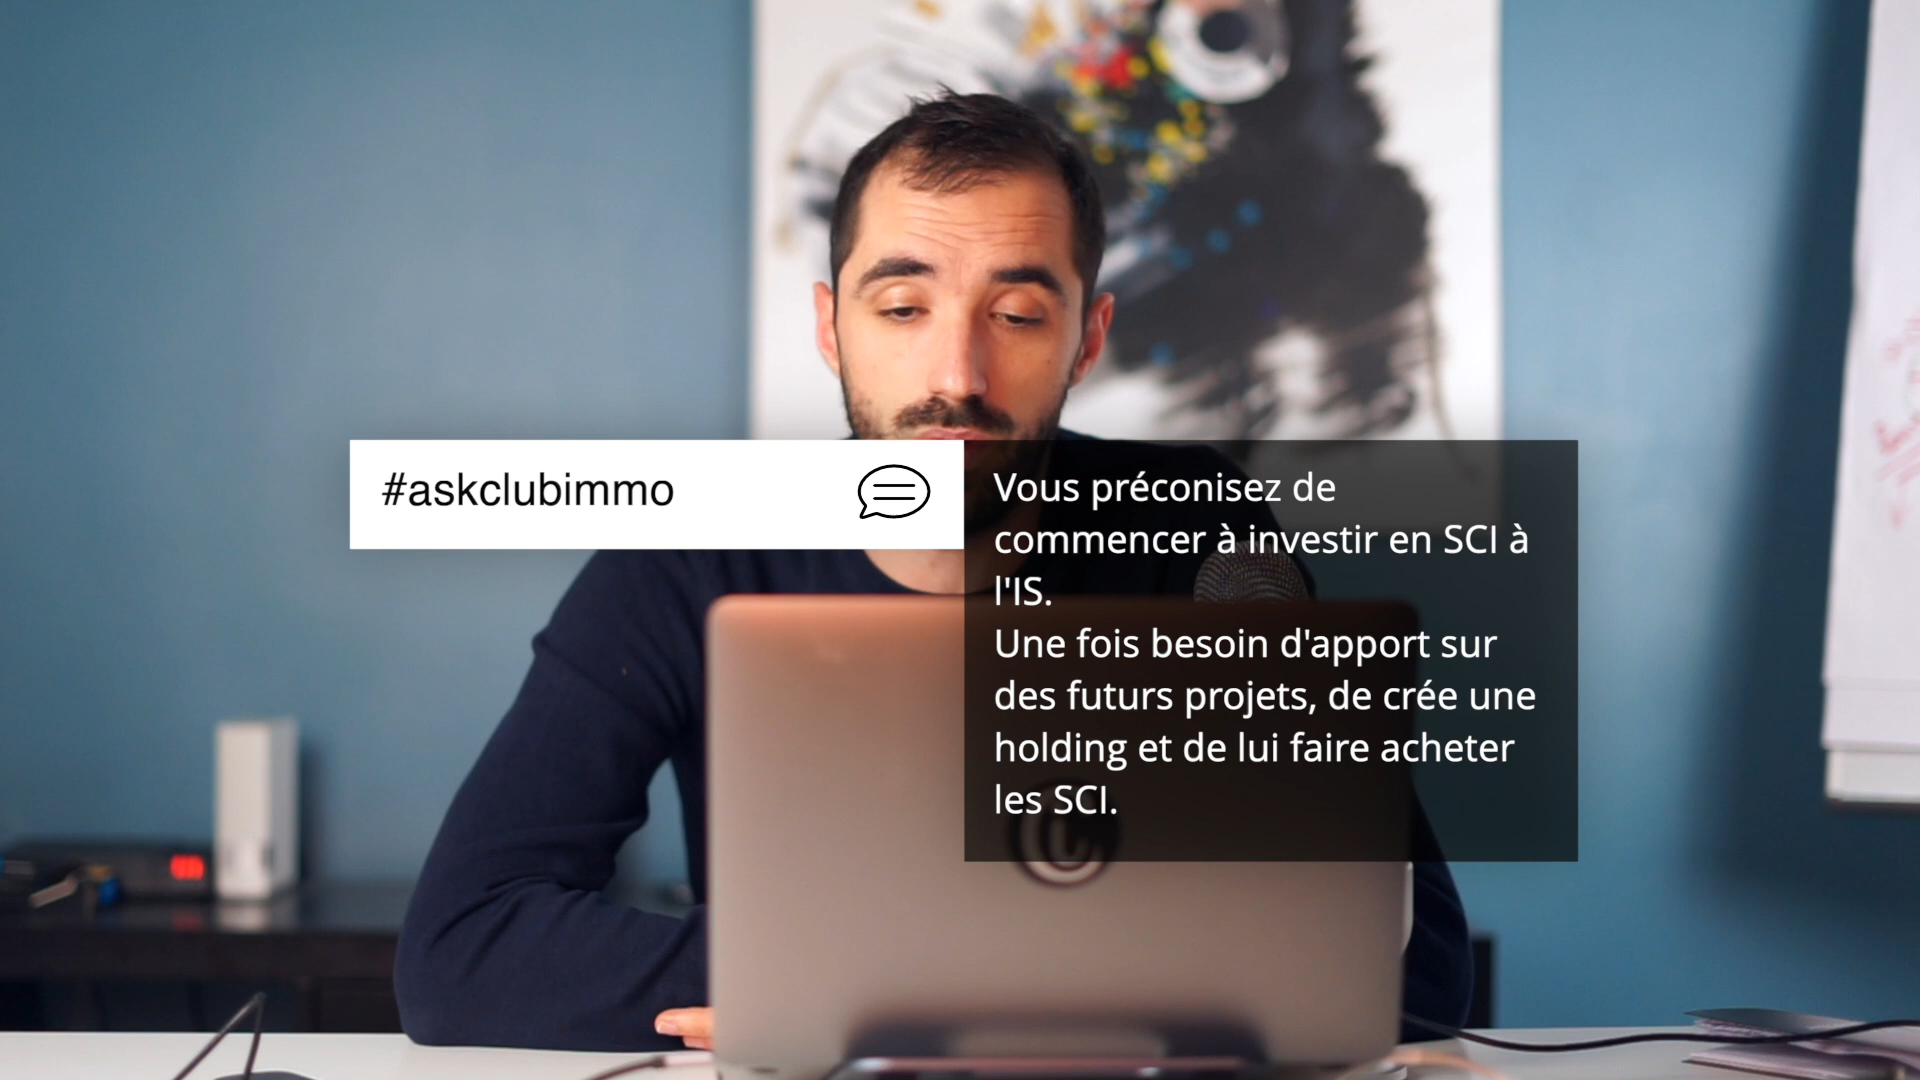 #askclubimmo
Vous préconisez de
commencer à investir en SCI à
l'IS.
Une fois besoin d'apport sur
des futurs projets, de crée une
holding et de lui faire acheter
les SCI.